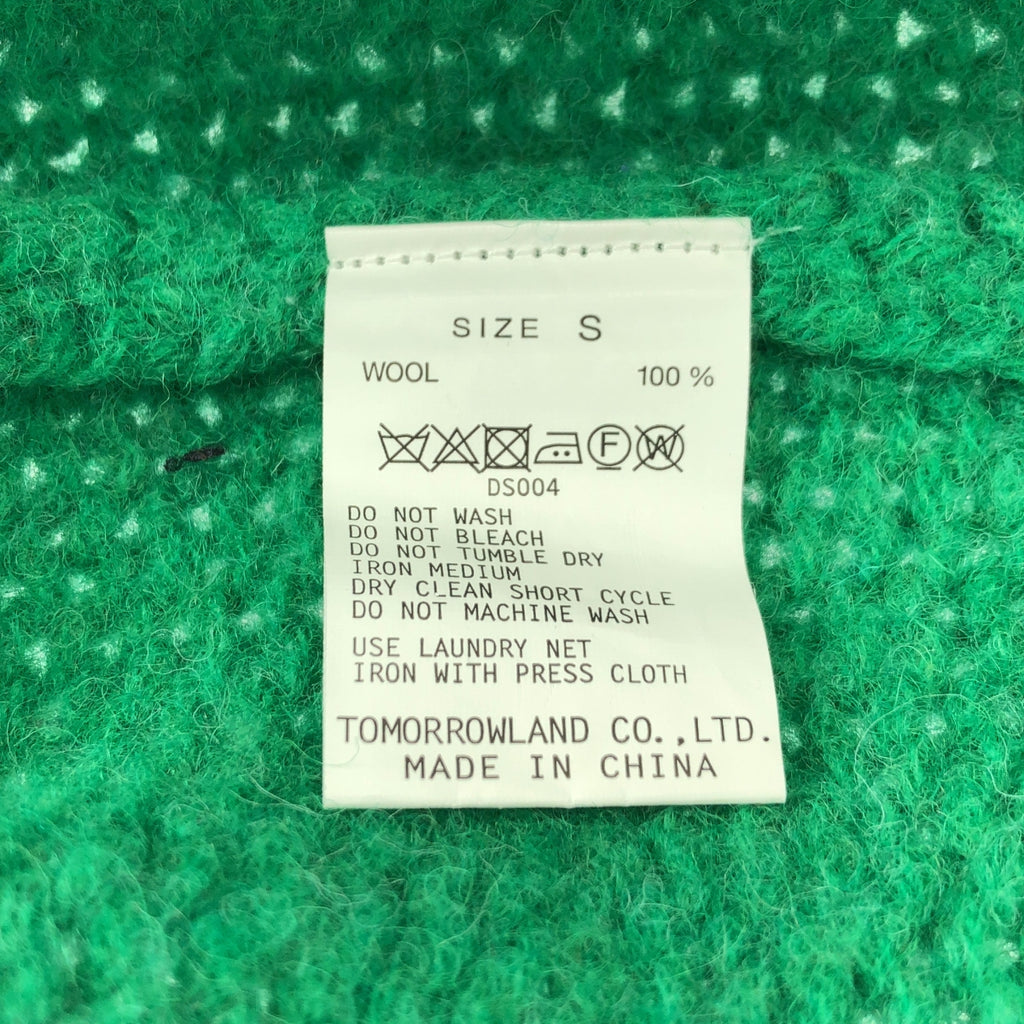 SIZE S
WOOL 100 %
F W
DS004
DO NOT WASH
DO NOT BLEACH
DO NOT TUMBLE DRY
IRON MEDIUM
DRY CLEAN SHORT CYCLE
DO NOT MACHINE WASH
USE LAUNDRY NET
IRON WITH PRESS CLOTH
TOMORROWLAND CO.,LTD.
MADE IN CHINA